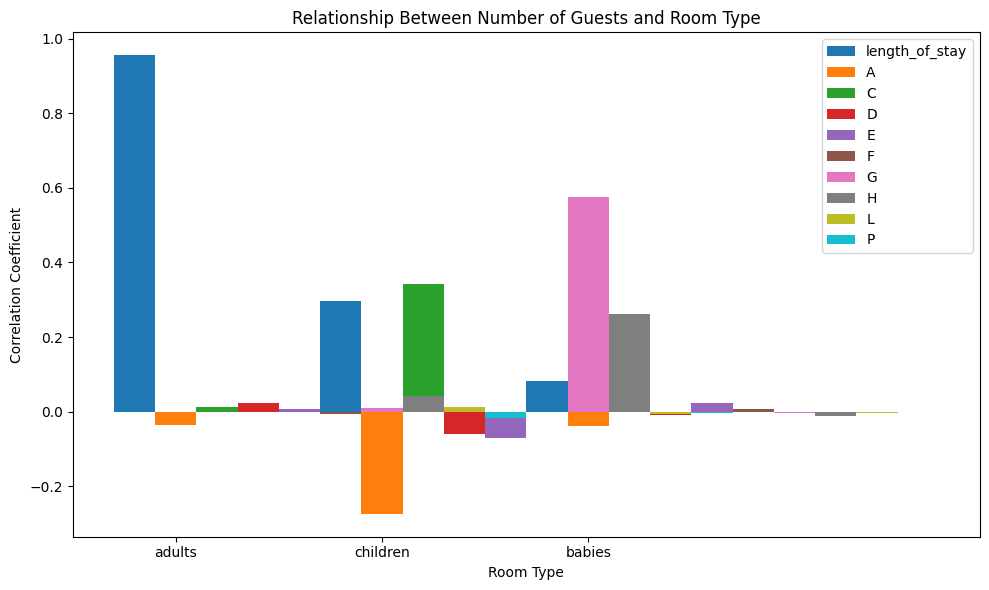 Relationship Between Number of Guests and Room Type
Correlation Coefficient
1.0
0.8
0.6
0.4
0.2
0.0
−0.2
length_of_stay
A
C
D
E
F
G
H
L
P
adults children babies
Room Type